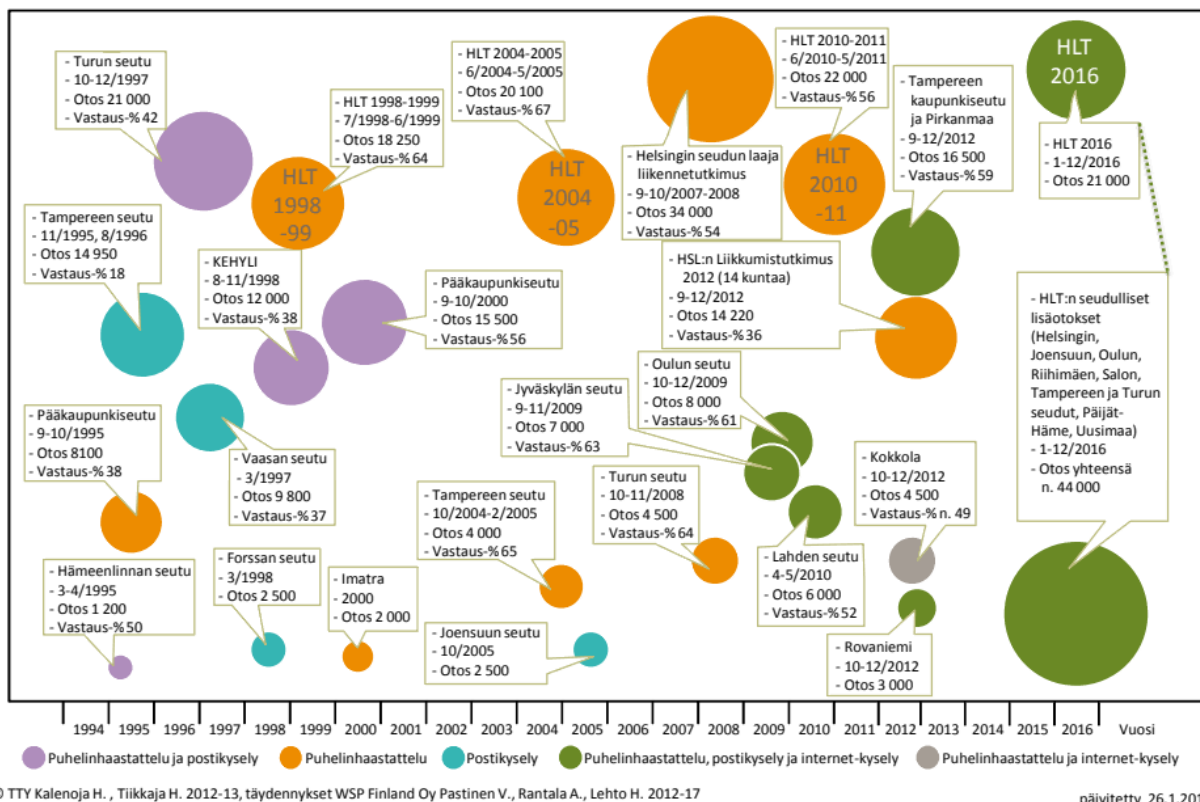 - Turun seutu
- 10-12/1997
- Otos 21 000
- Vastaus-% 42
- HLT 1998-1999
- 7/1998-6/1999
- Otos 18 250
- Vastaus-% 64
- HLT 2004-2005
- 6/2004-5/2005
- Otos 20 100
- Vastaus-% 67
- HLT 2010-2011
- 6/2010-5/2011
- Otos 22 000
- Vastaus-% 56
- Tampereen
kaupunkiseutu
ja Pirkanmaa
- 9-12/2012
- Otos 16 500
- Vastaus-% 59
HLT
2016
- HLT 2016
- 1-12/2016
- Otos 21 000
HLT
1998
-99
HLT
2004
-05
- Helsingin seudun laaja
liikennetutkimus
- 9-10/2007-2008
- Otos 34 000
- Vastaus-% 54
HLT
2010
-11
- Tampereen seutu
- 11/1995, 8/1996
- Otos 14 950
- Vastaus-% 18
- KEHYLI
- 8-11/1998
- Otos 12 000
- Vastaus-% 38
- Pääkaupunkiseutu
- 9-10/2000
- Otos 15 500
- Vastaus-% 56
- HSL:n Liikkumistutkimus
2012 (14 kuntaa)
- 9-12/2012
- Otos 14 220
- Vastaus-% 36
- HLT:n seudulliset
lisäotokset
(Helsingin,
Joensuun, Oulun,
Riihimäen, Salon,
Tampereen ja Turun
seudut, Päijät-
Häme, Uusimaa)
- 1-12/2016
- Otos yhteensä
n. 44 000
- Oulun seutu
- 10-12/2009
- Otos 8 000
- Vastaus-% 61
- Jyväskylän seutu
- 9-11/2009
- Otos 7 000
- Vastaus-% 63
- Pääkaupunkiseutu
- 9-10/1995
- Otos 8100
- Vastaus-% 38
- Vaasan seutu
- 3/1997
- Otos 9 800
- Vastaus-% 37
- Tampereen seutu
- 10/2004-2/2005
- Otos 4 000
- Vastaus-% 65
- Turun seutu
- 10-11/2008
- Otos 4 500
- Vastaus-% 64
- Kokkola
- 10-12/2012
- Otos 4 500
- Vastaus-% n. 49
- Hämeenlinnan seutu
- 3-4/1995
- Otos 1 200
- Vastaus-% 50
- Forssan seutu
- 3/1998
- Otos 2 500
- Imatra
- 2000
- Otos 2 000
- Joensuun seutu
- 10/2005
- Otos 2 500
- Lahden seutu
- 4-5/2010
- Otos 6 000
- Vastaus-% 52
- Rovaniemi
- 10-12/2012
- Otos 3 000
1994 1995 1996 1997 1998 1999 2000 2001 2002 2003 2004 2005 2006 2007 2008 2009 2010 2011 2012 2013 2014 2015 2016 Vuosi
Puhelinhaastattelu ja postikysely Puhelinhaastattelu Postikysely Puhelinhaastattelu, postikysely ja internet-kysely Puhelinhaastattelu ja internet-kysely
TTY Kalenoja H. , Tiikkaja H. 2012-13, täydennykset WSP Finland Oy Pastinen V., Rantala A., Lehto H. 2012-17
päivitetty 26.1.201